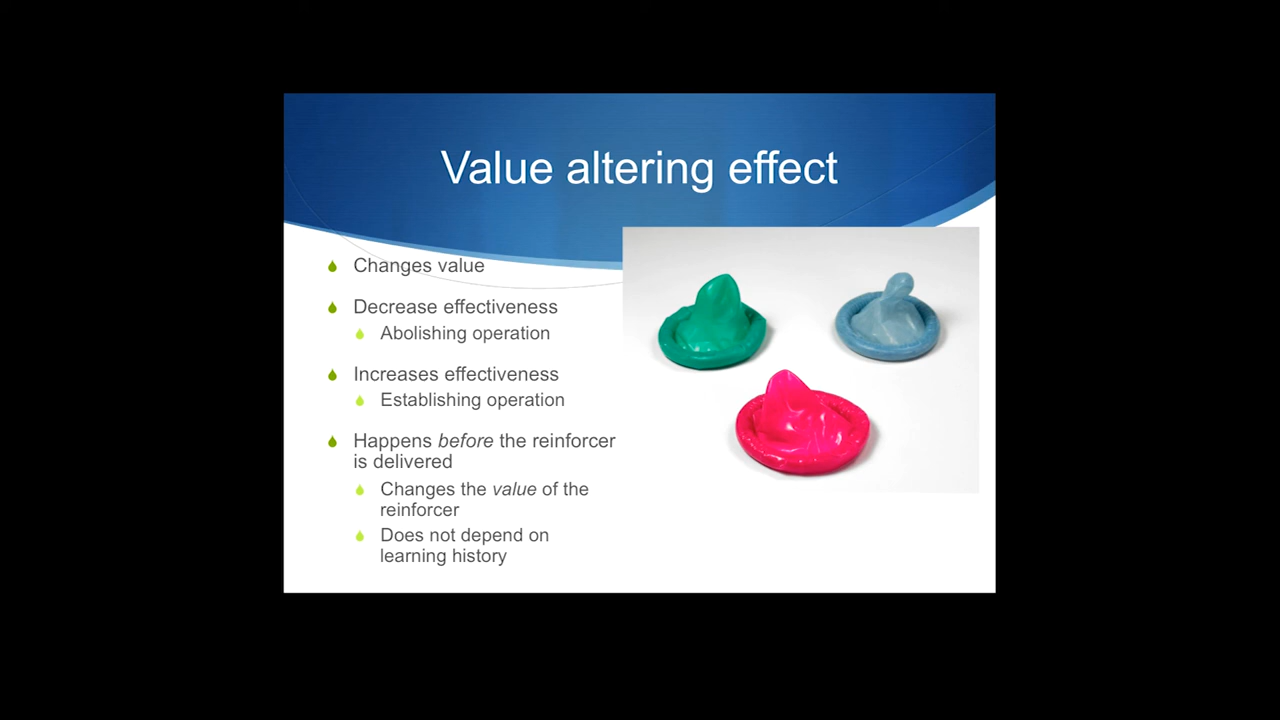 Value altering effect
Changes value
Decrease effectiveness
Abolishing operation
Increases effectiveness
Establishing operation
Happens before the reinforcer
is delivered
Changes the value of the
reinforcer
Does not depend on
learning history